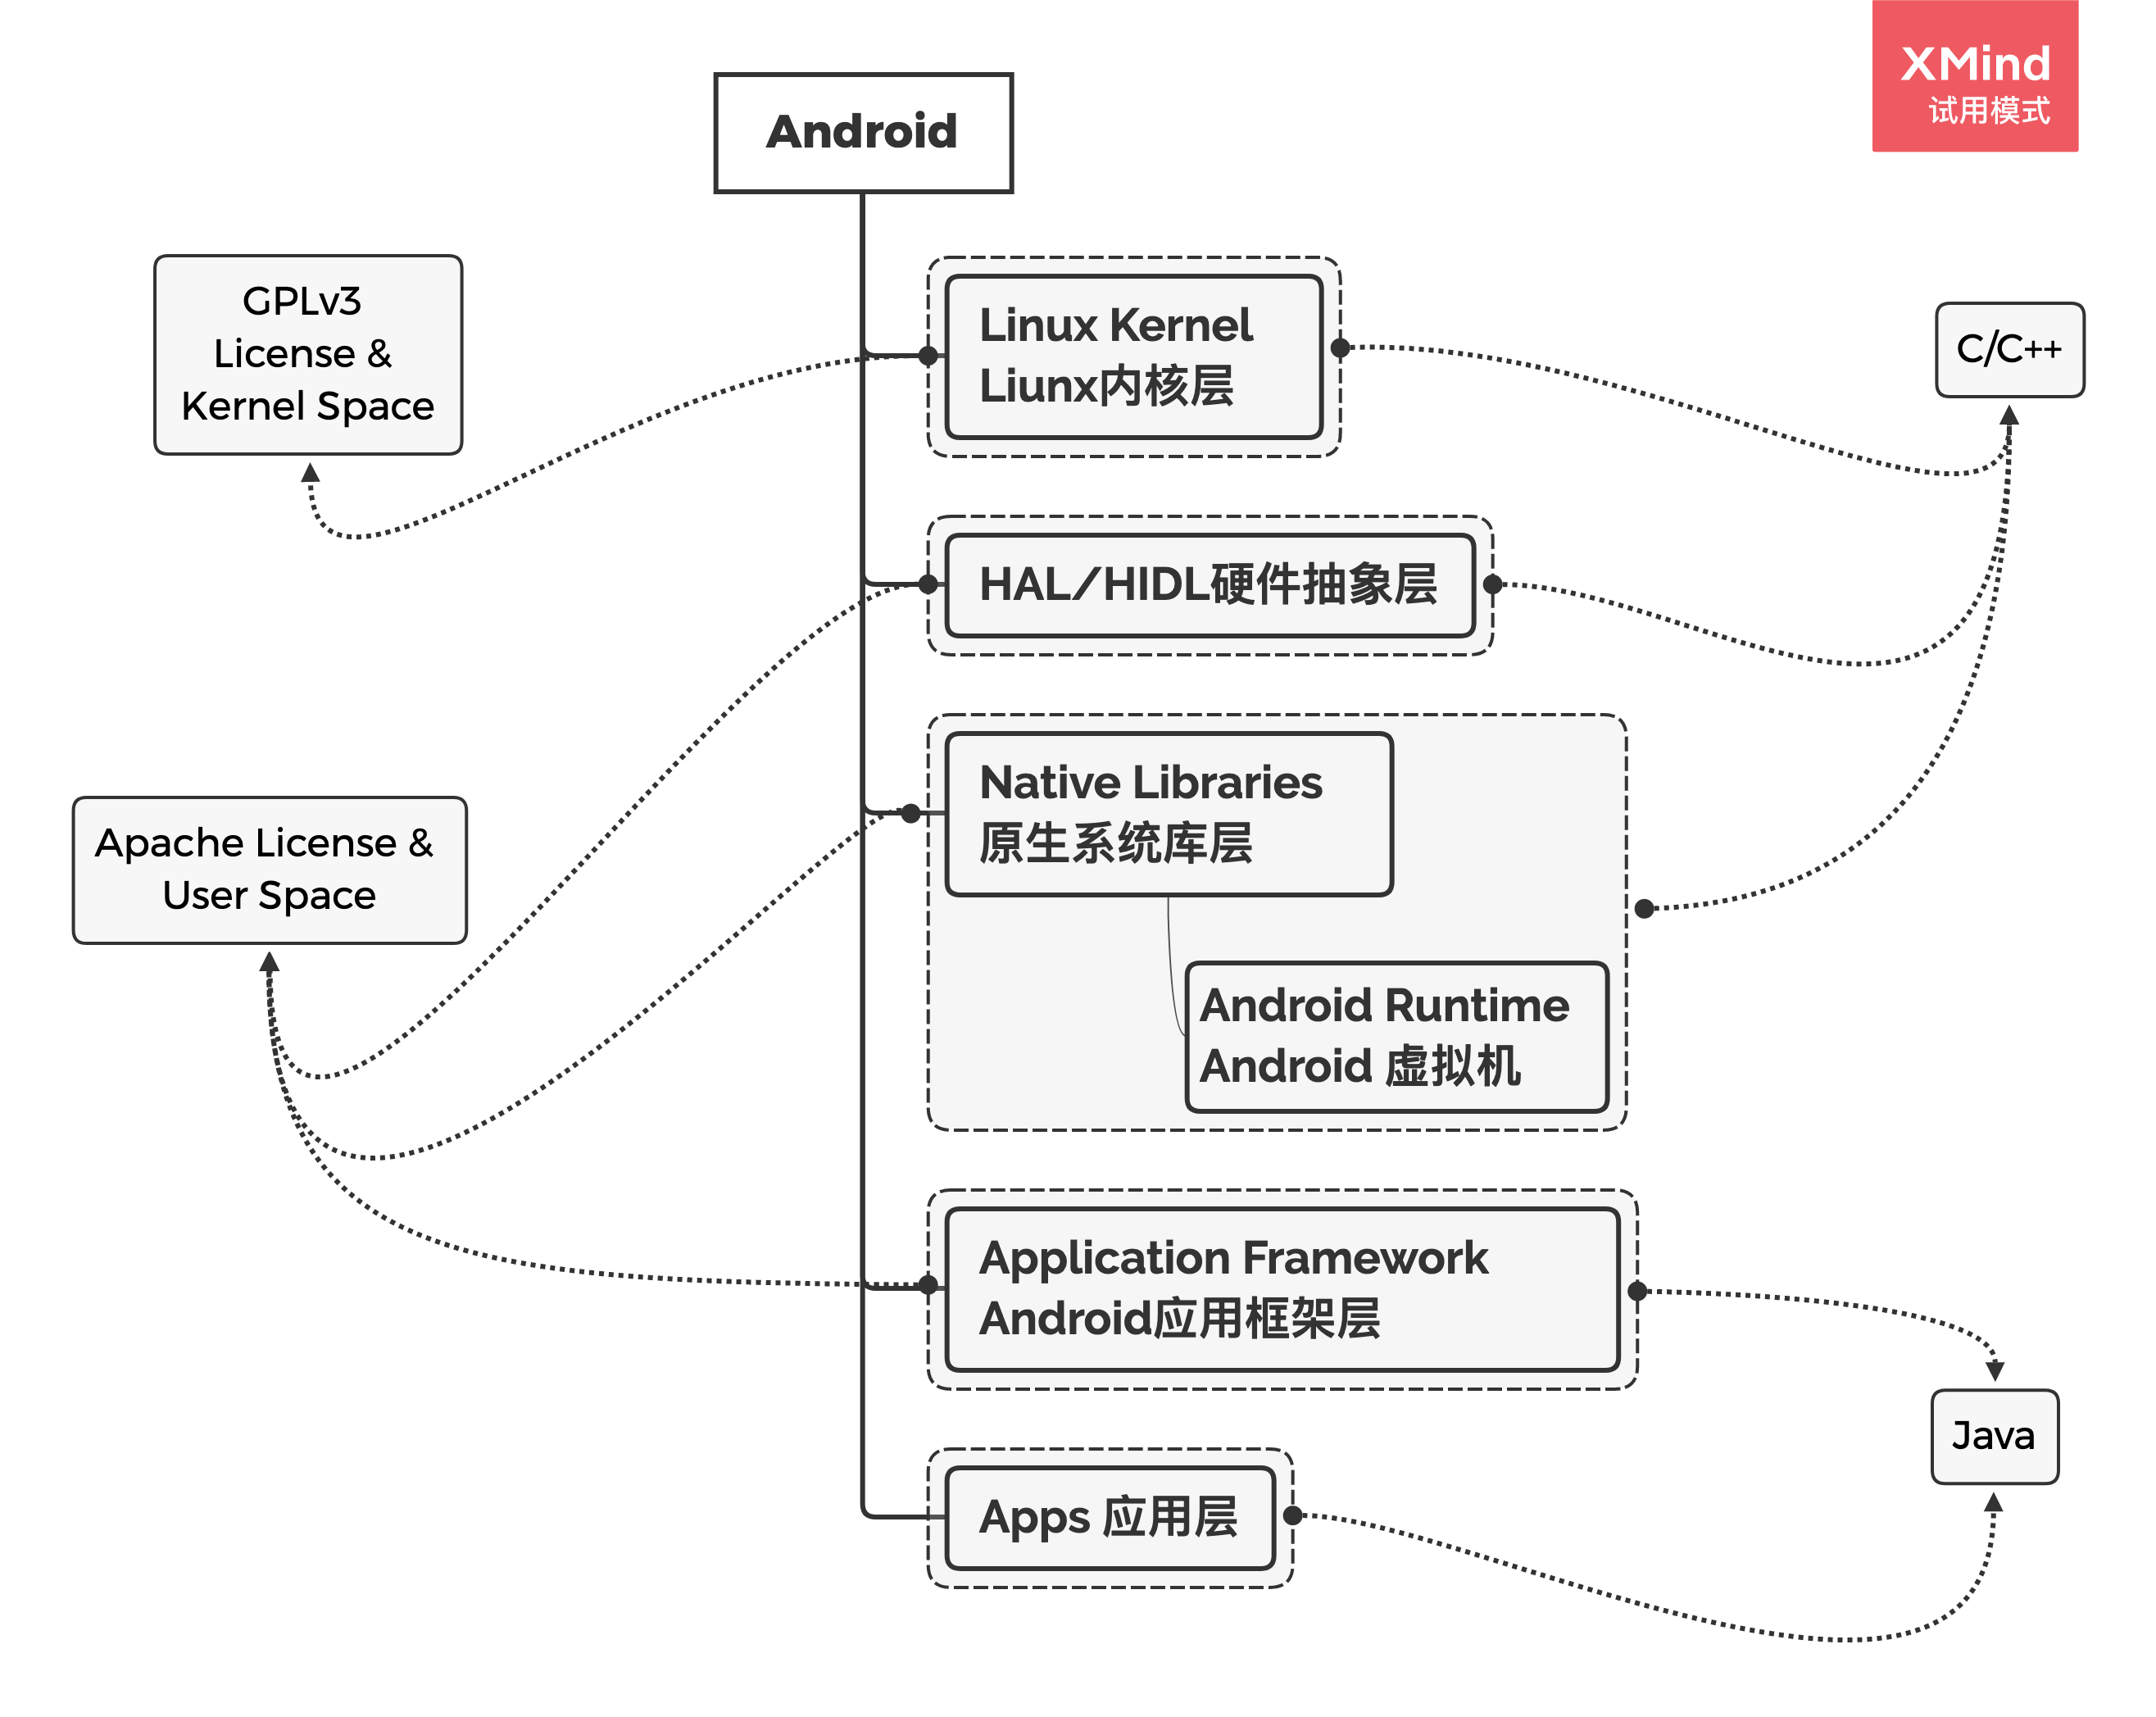 XMind
试用模式
Android
GPLv3
License &
Kernel Space
Linux Kernel
Liunx内核层
C/C++
HAL/HIDL硬件抽象层
Native Libraries
原生系统库层
Apache License &
User Space
Android Runtime
Android 虚拟机
Application Framework
Android应用框架层
Java
Apps 应用层